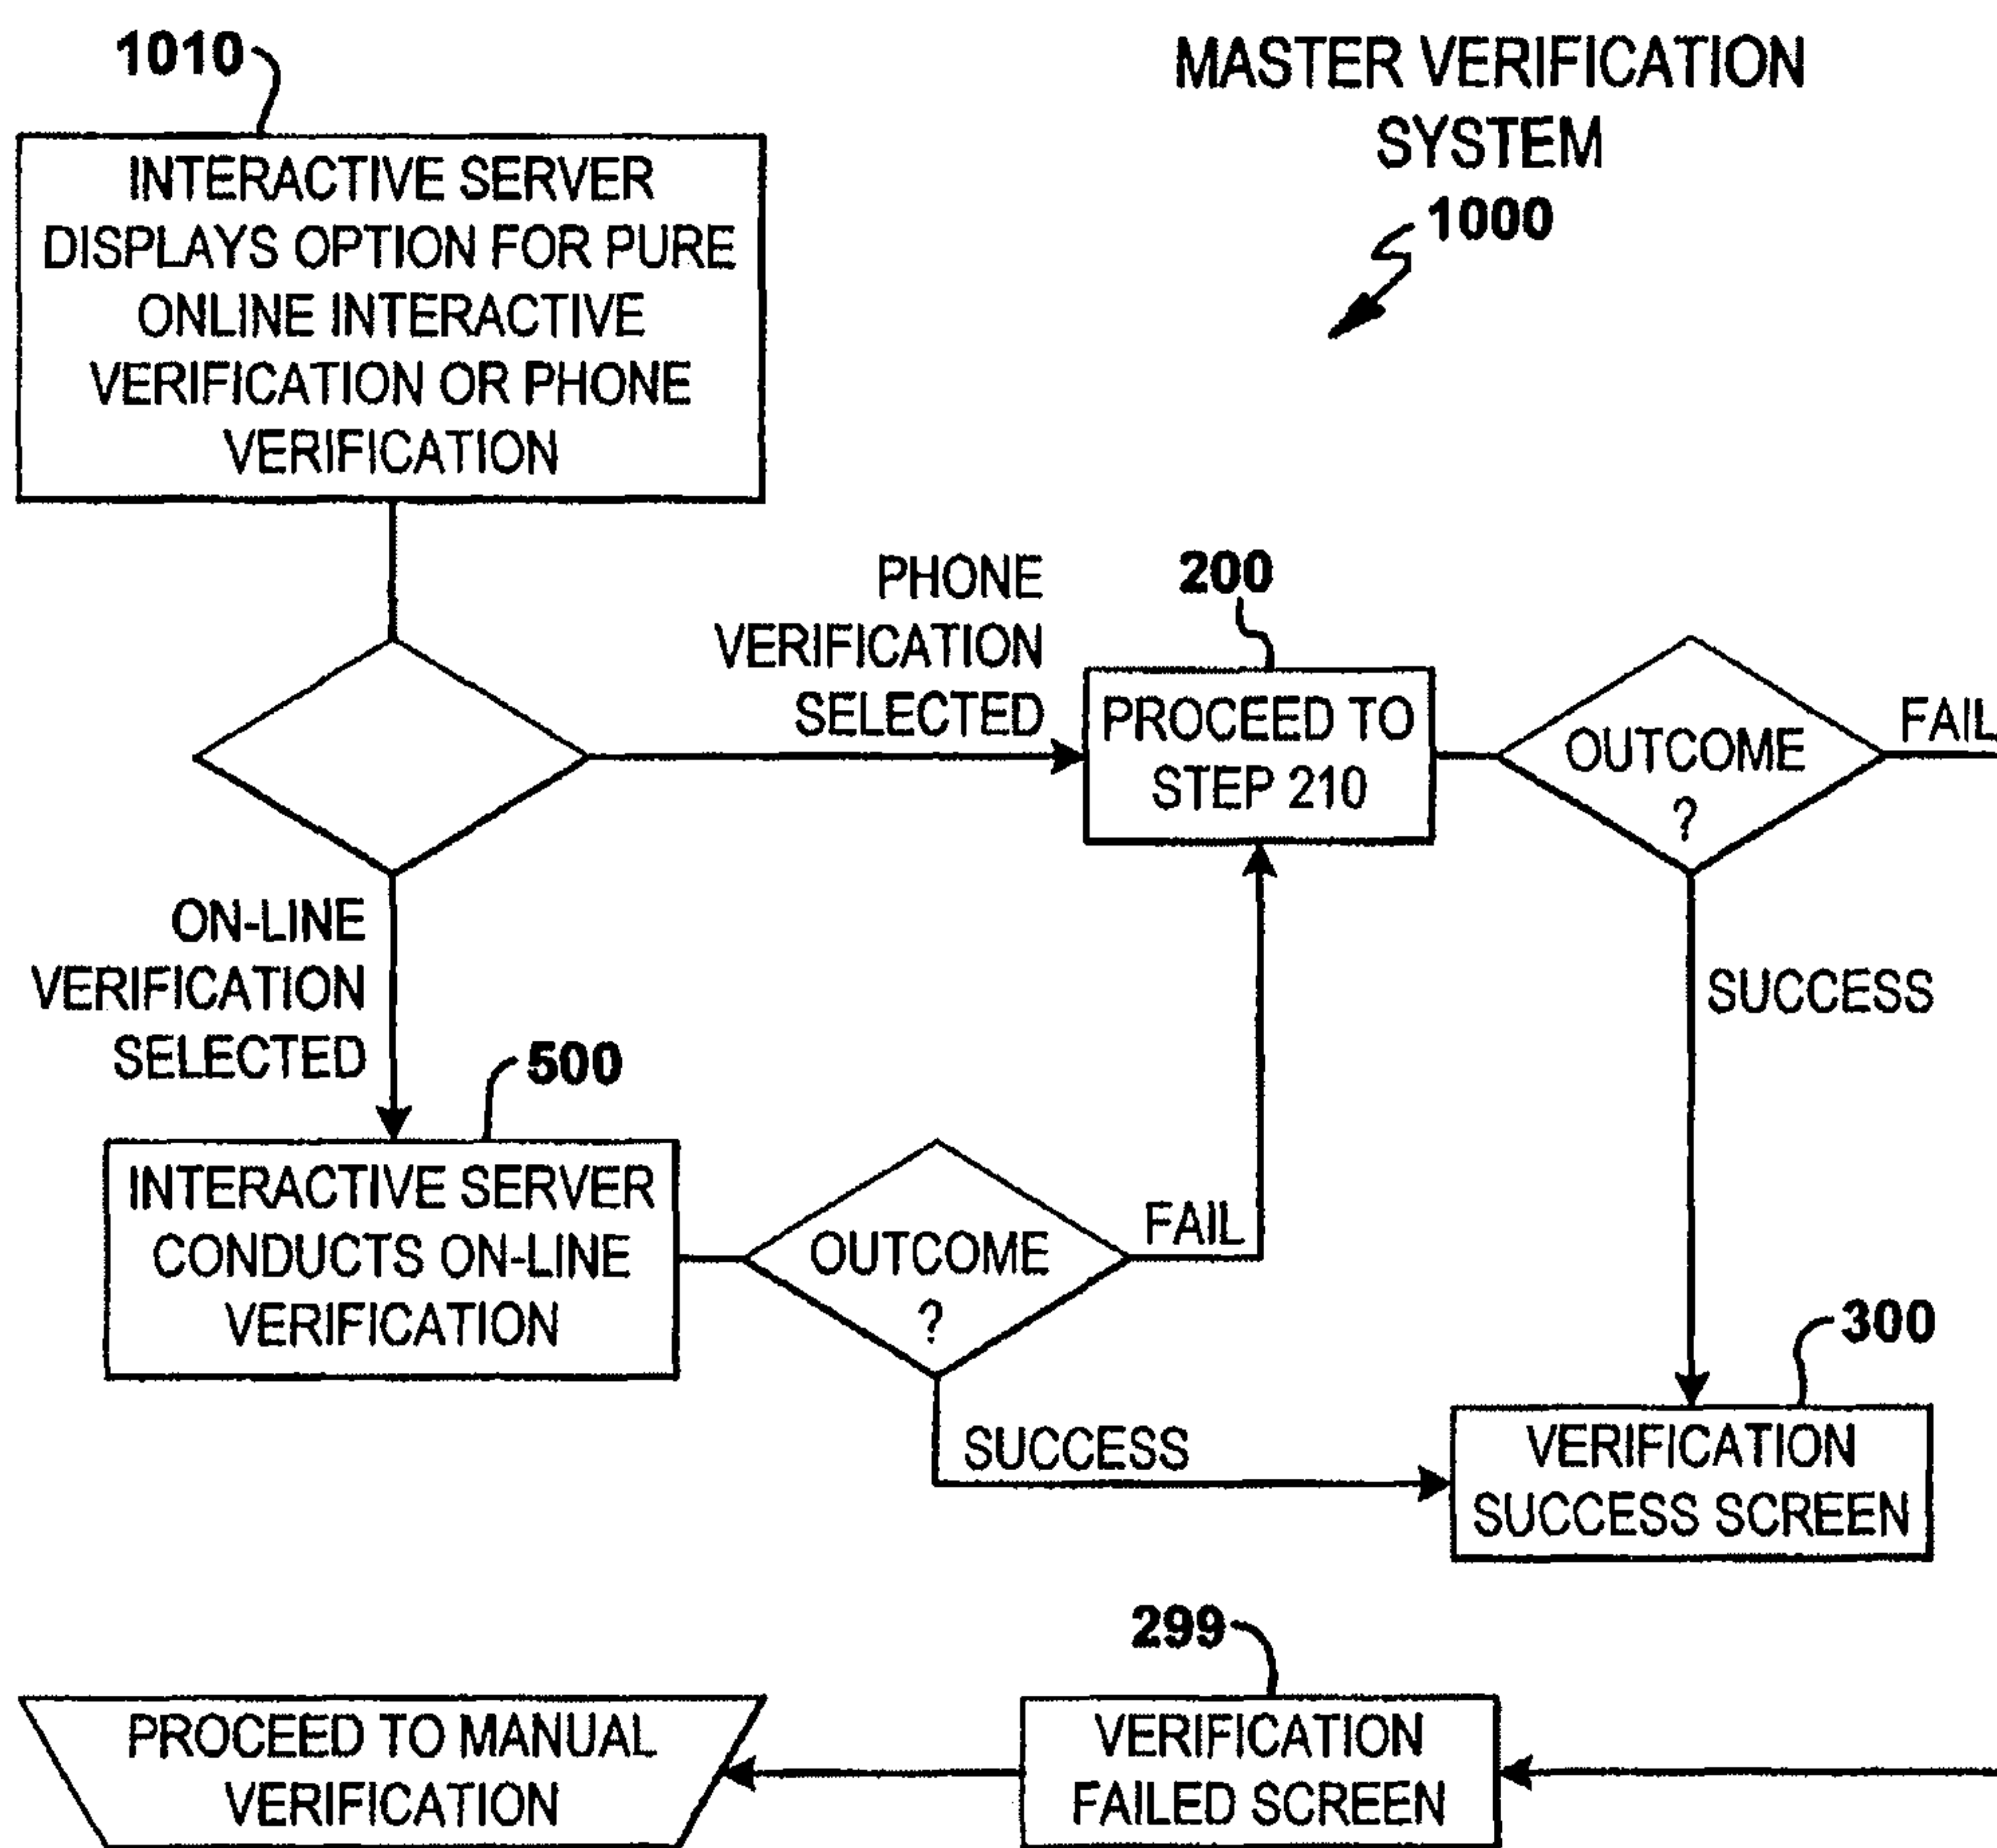 1010
MASTER VERIFICATION
SYSTEM
1000
INTERACTIVE SERVER
DISPLAYS OPTION FOR PURE
ONLINE INTERACTIVE
VERIFICATION OR PHONE
VERIFICATION
PHONE
VERIFICATION
SELECTED
200
PROCEED TO
STEP 210
OUTCOME
?
FAIL
ON-LINE
VERIFICATION
SELECTED
SUCCESS
500
INTERACTIVE SERVER
CONDUCTS ON-LINE
VERIFICATION
OUTCOME
?
FAIL
SUCCESS
300
VERIFICATION
SUCCESS SCREEN
299
VERIFICATION
FAILED SCREEN
PROCEED TO MANUAL
VERIFICATION